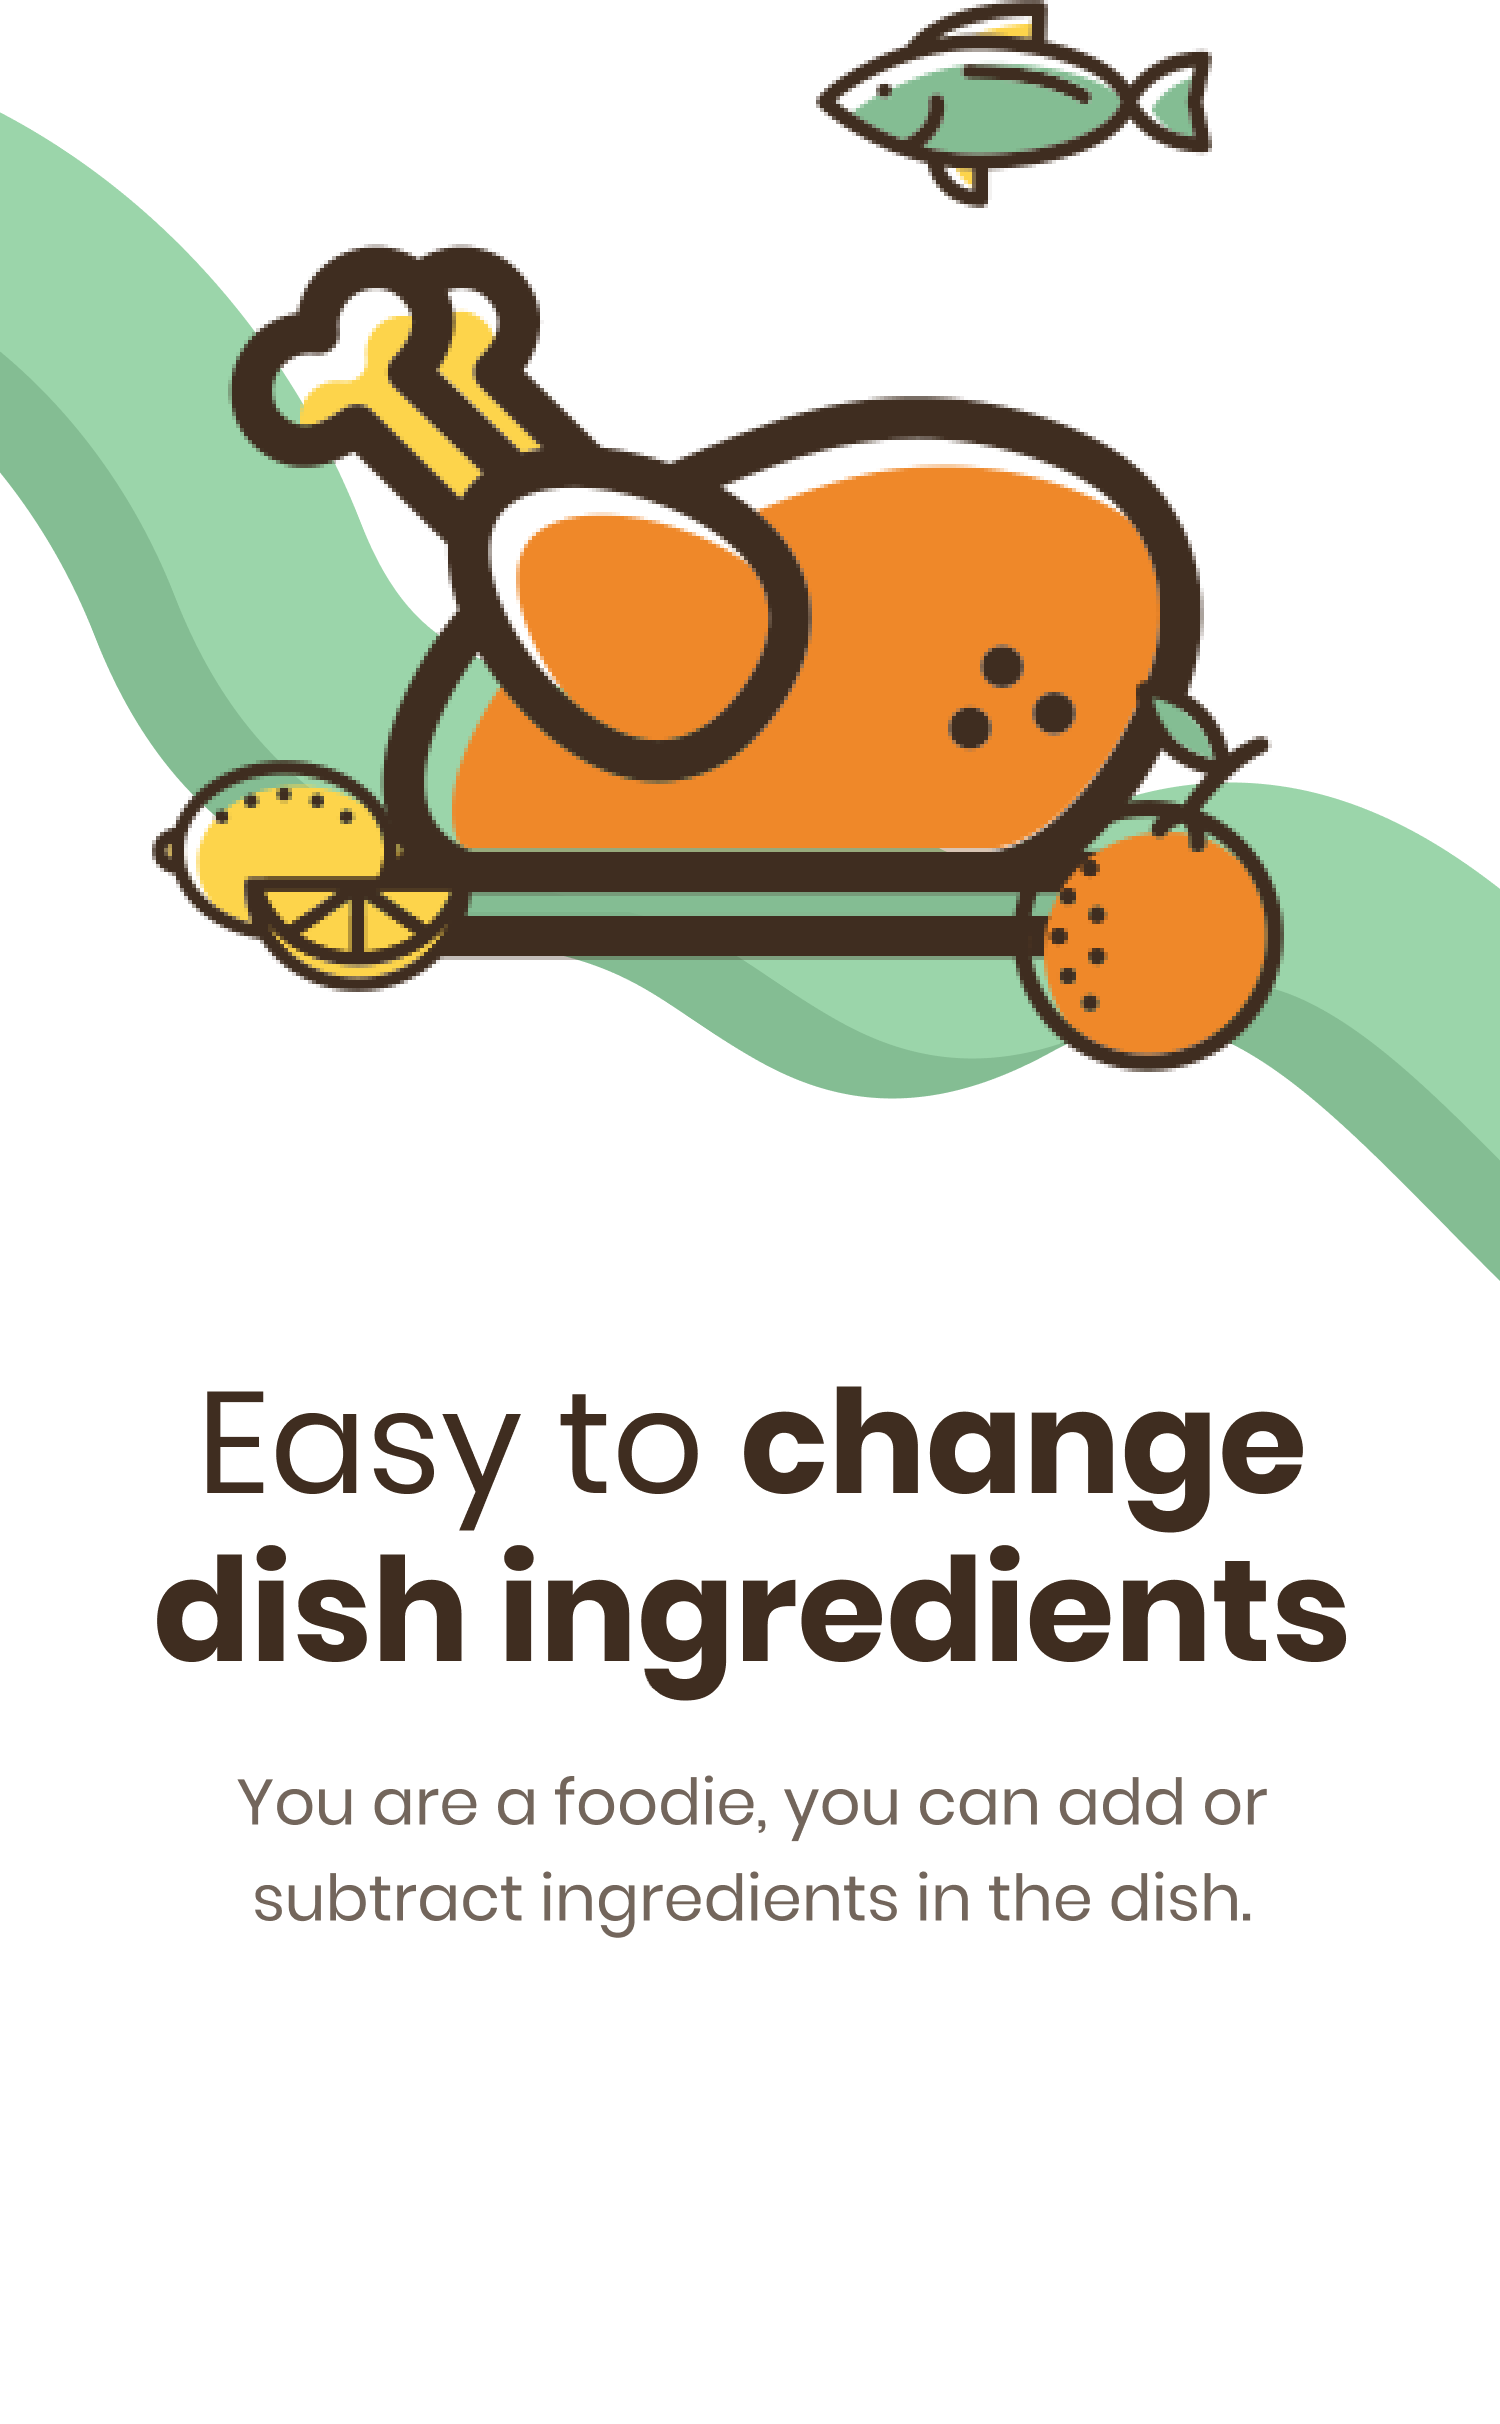 Easy to change
dish ingredients
You are a foodie, you can add or
subtract ingredients in the dish.